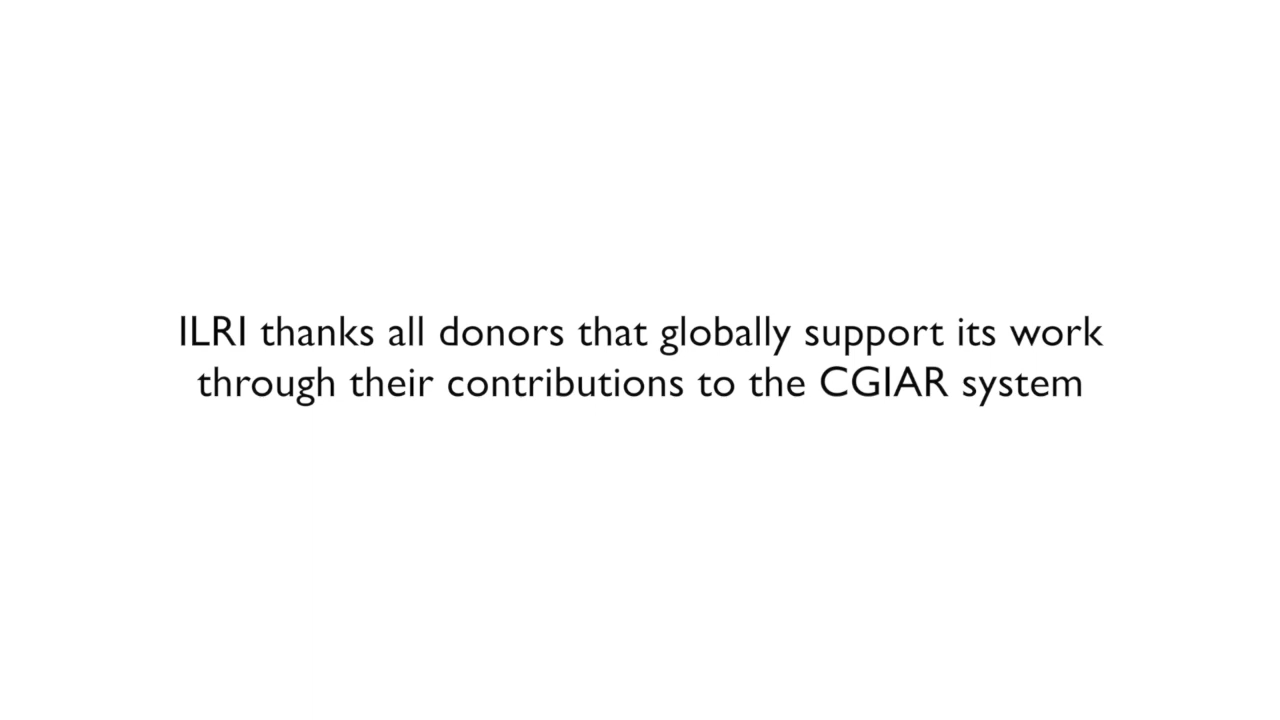 ILRI thanks all donors that globally support its work
through their contributions to the CGIAR system